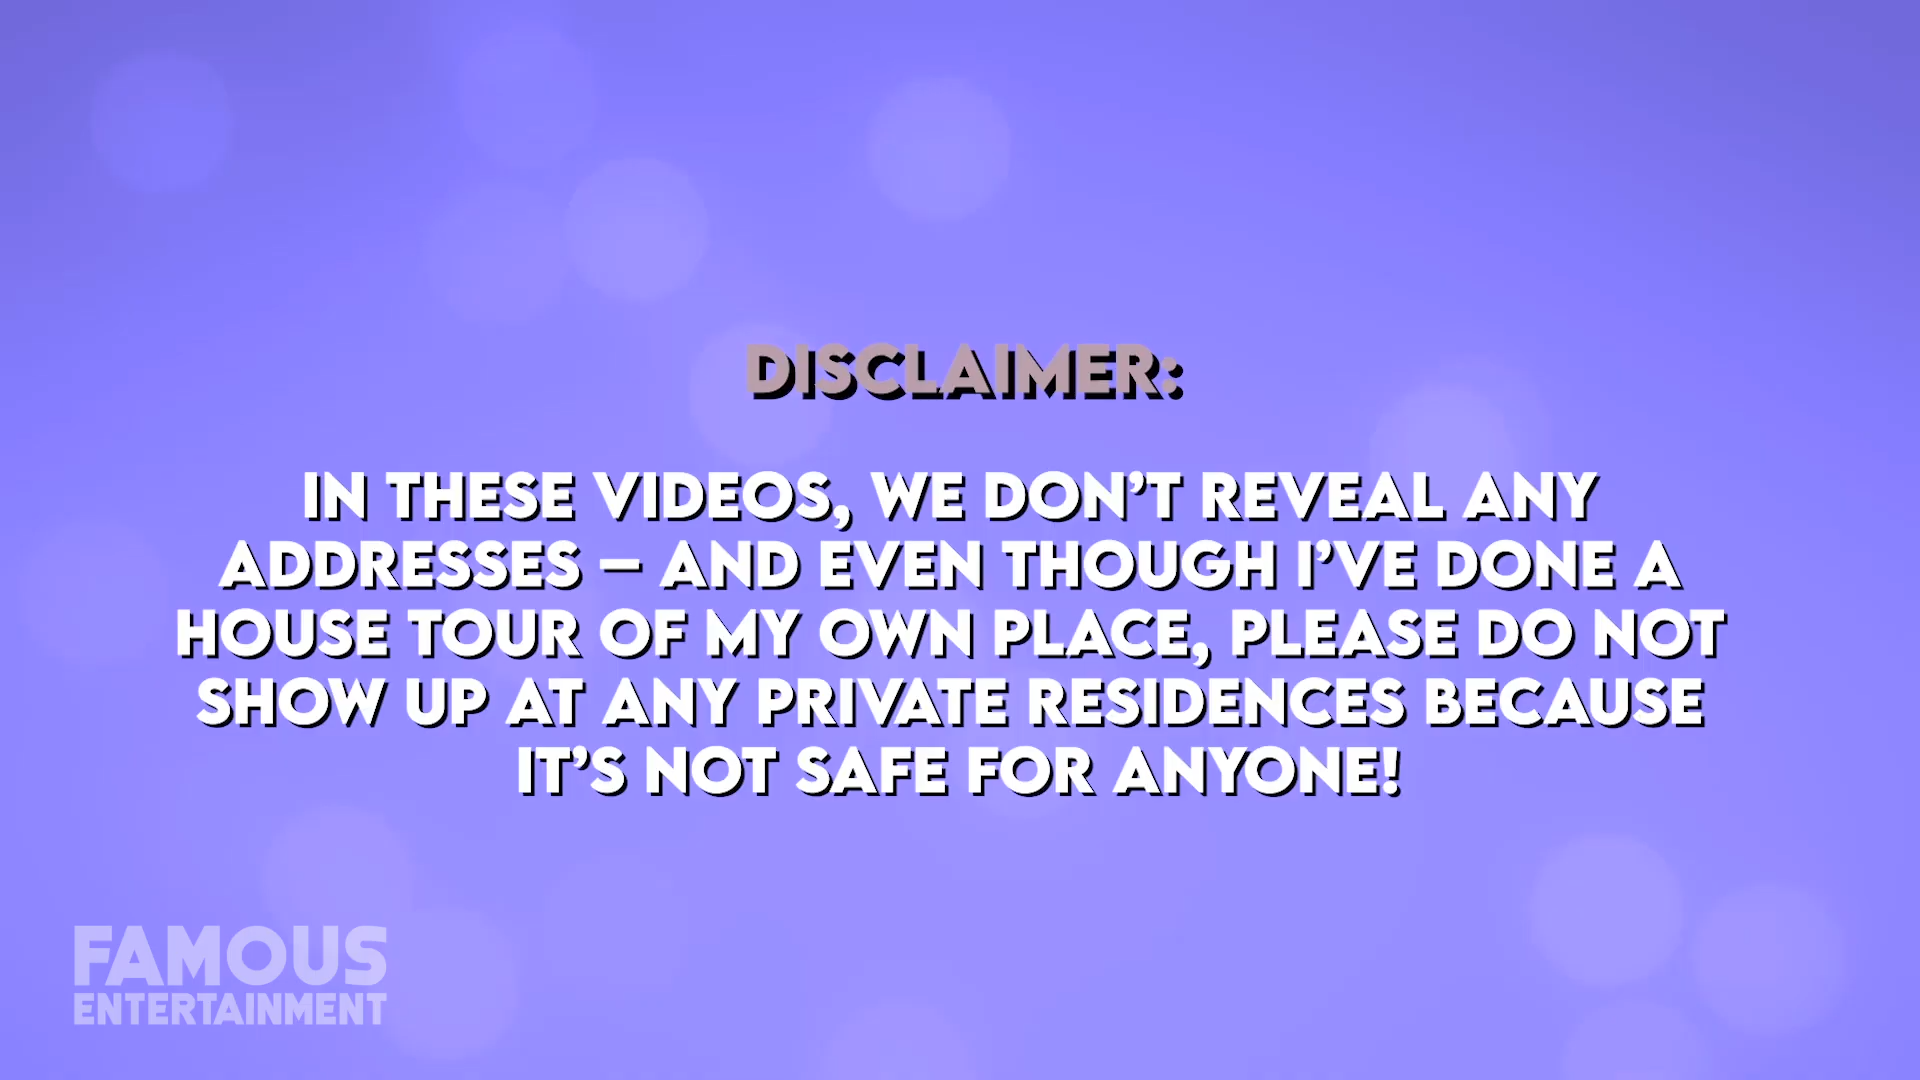 DISCLAIMER:
IN THESE VIDEOS, WE DON'T REVEAL ANY
ADDRESSES – AND EVEN THOUGH I'VE DONE A
HOUSE TOUR OF MY OWN PLACE, PLEASE DO NOT
SHOW UP AT ANY PRIVATE RESIDENCES BECAUSE
IT'S NOT SAFE FOR ANYONE!
FAMOUS
ENTERTAINMENT